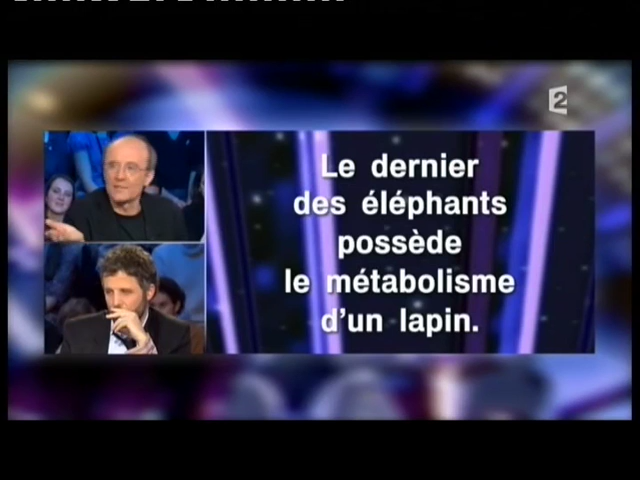 2
Le dernier
des éléphants
possède
le métabolisme
d'un lapin.